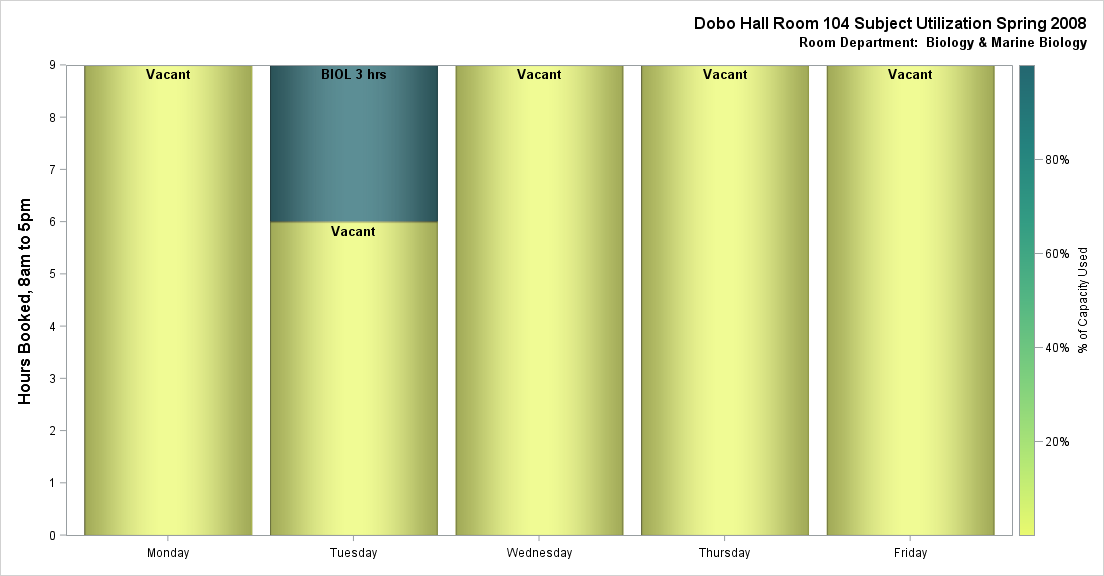 Dobo Hall Room 104 Subject Utilization Spring 2008
Room Department: Biology & Marine Biology
Hours Booked, 8am to 5pm
9
8
7
6
5
4
3
2
1
0
Vacant
BIOL 3 hrs
Vacant
Vacant
Vacant
Vacant
Monday
Tuesday
Wednesday
Thursday
Friday
80%
60%
40%
20%
% of Capacity Used